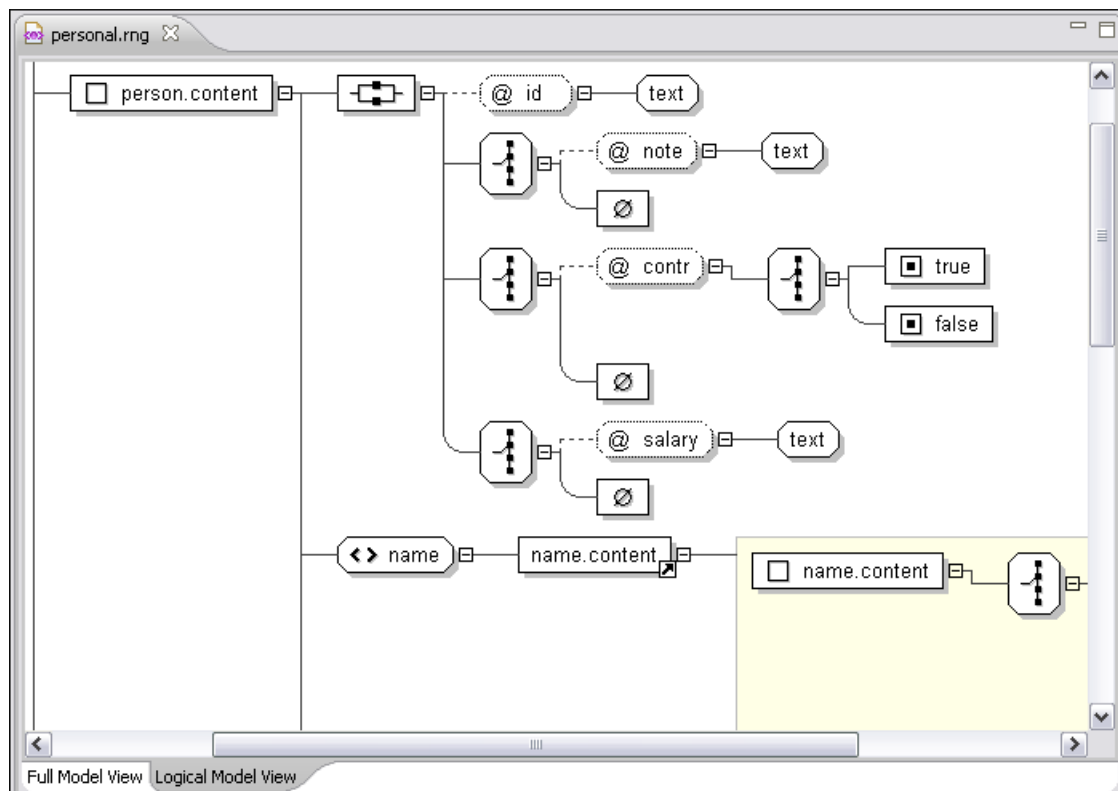 personal.rng
person.content
@ id
text
@ note
text
Ø
@ contr
true
false
Ø
@ salary
text
Ø
<> name
name.content
name.content
Full Model View
Logical Model View